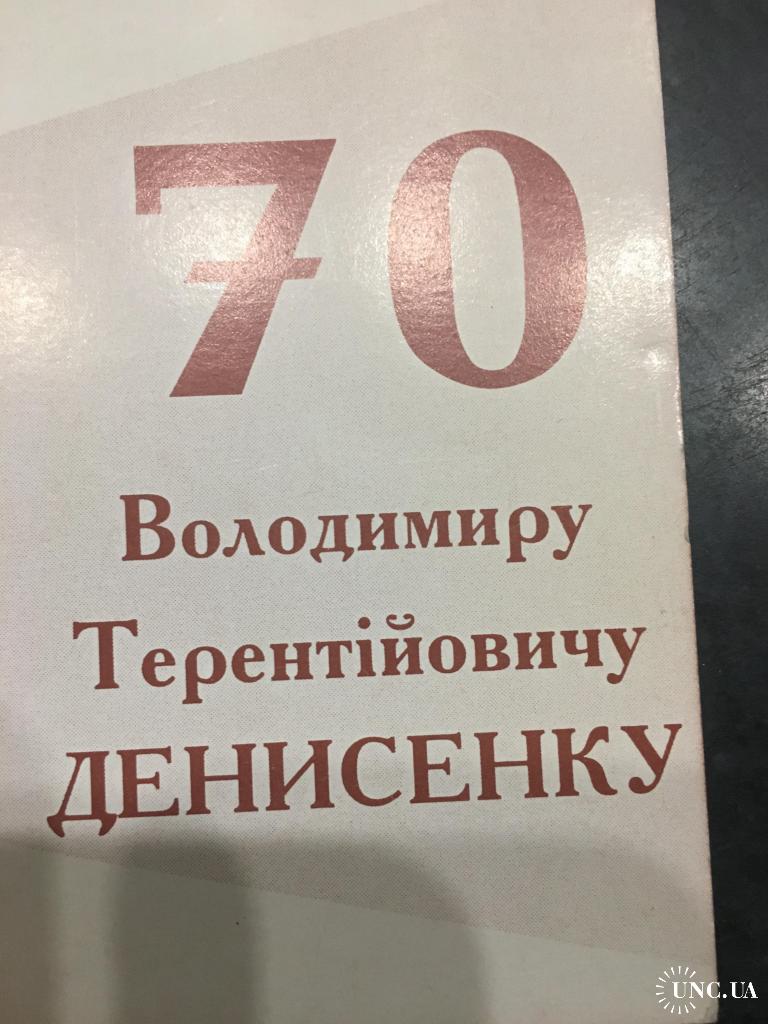 70
Володимиру
Терентійовичу
ДЕНИСЕНКУ
UNC.UA